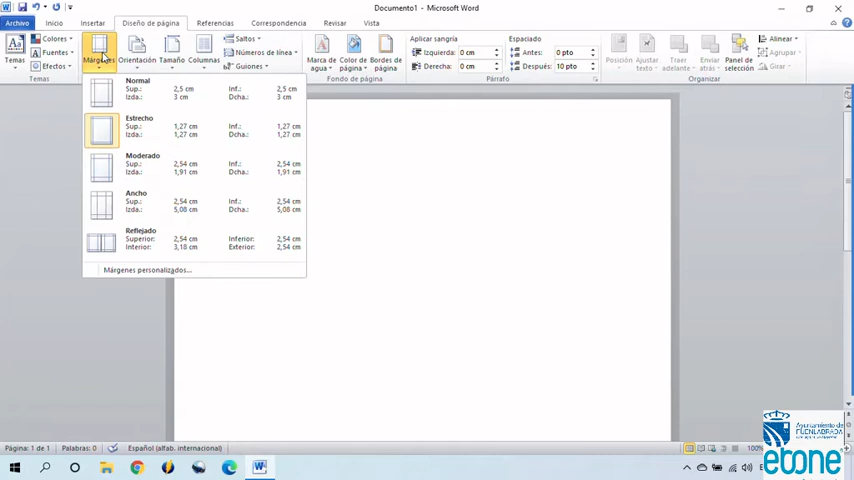 Documento1 - Microsoft Word
Archivo Inicio Insertar Diseño de página Referencias Correspondencia Revisar Vista
Temas
Colores
Fuentes
Efectos
Temas
Márgenes
Orientación
Tamaño
Columnas
Saltos
Números de línea
Guiones
Marca de agua
Color de página
Bordes de página
Fondo de página
Aplicar sangría
Izquierda: 0 cm
Derecha: 0 cm
Espaciado
Antes: 0 pto
Después: 10 pto
Párrafo
Posición
Ajustar texto
Traer adelante
Enviar atrás
Panel de selección
Alinear
Agrupar
Girar
Organizar
Normal
Sup.: 2,5 cm Inf.: 2,5 cm
Izda.: 3 cm Dcha.: 3 cm
Estrecho
Sup.: 1,27 cm Inf.: 1,27 cm
Izda.: 1,27 cm Dcha.: 1,27 cm
Moderado
Sup.: 2,54 cm Inf.: 2,54 cm
Izda.: 1,91 cm Dcha.: 1,91 cm
Ancho
Sup.: 2,54 cm Inf.: 2,54 cm
Izda.: 5,08 cm Dcha.: 5,08 cm
Reflejado
Superior: 2,54 cm Inferior: 2,54 cm
Interior: 3,18 cm Exterior: 2,54 cm
Márgenes personalizados...
Página: 1 de 1 Palabras: 0 Español (alfab. internacional) 100%
Ayuntamiento de
FUENLABRADA
etone